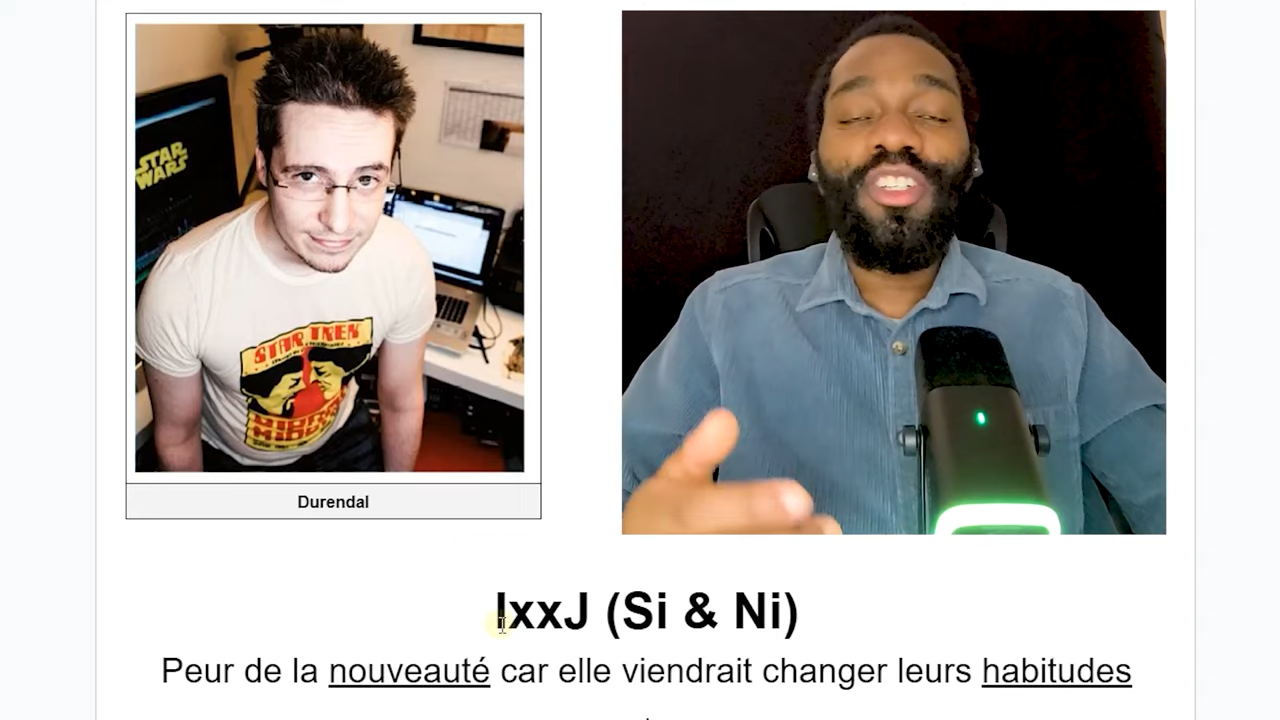 STAR
WARS
STAR TREK
Durendal
IxxJ (Si & Ni)
Peur de la nouveauté car elle viendrait changer leurs habitudes